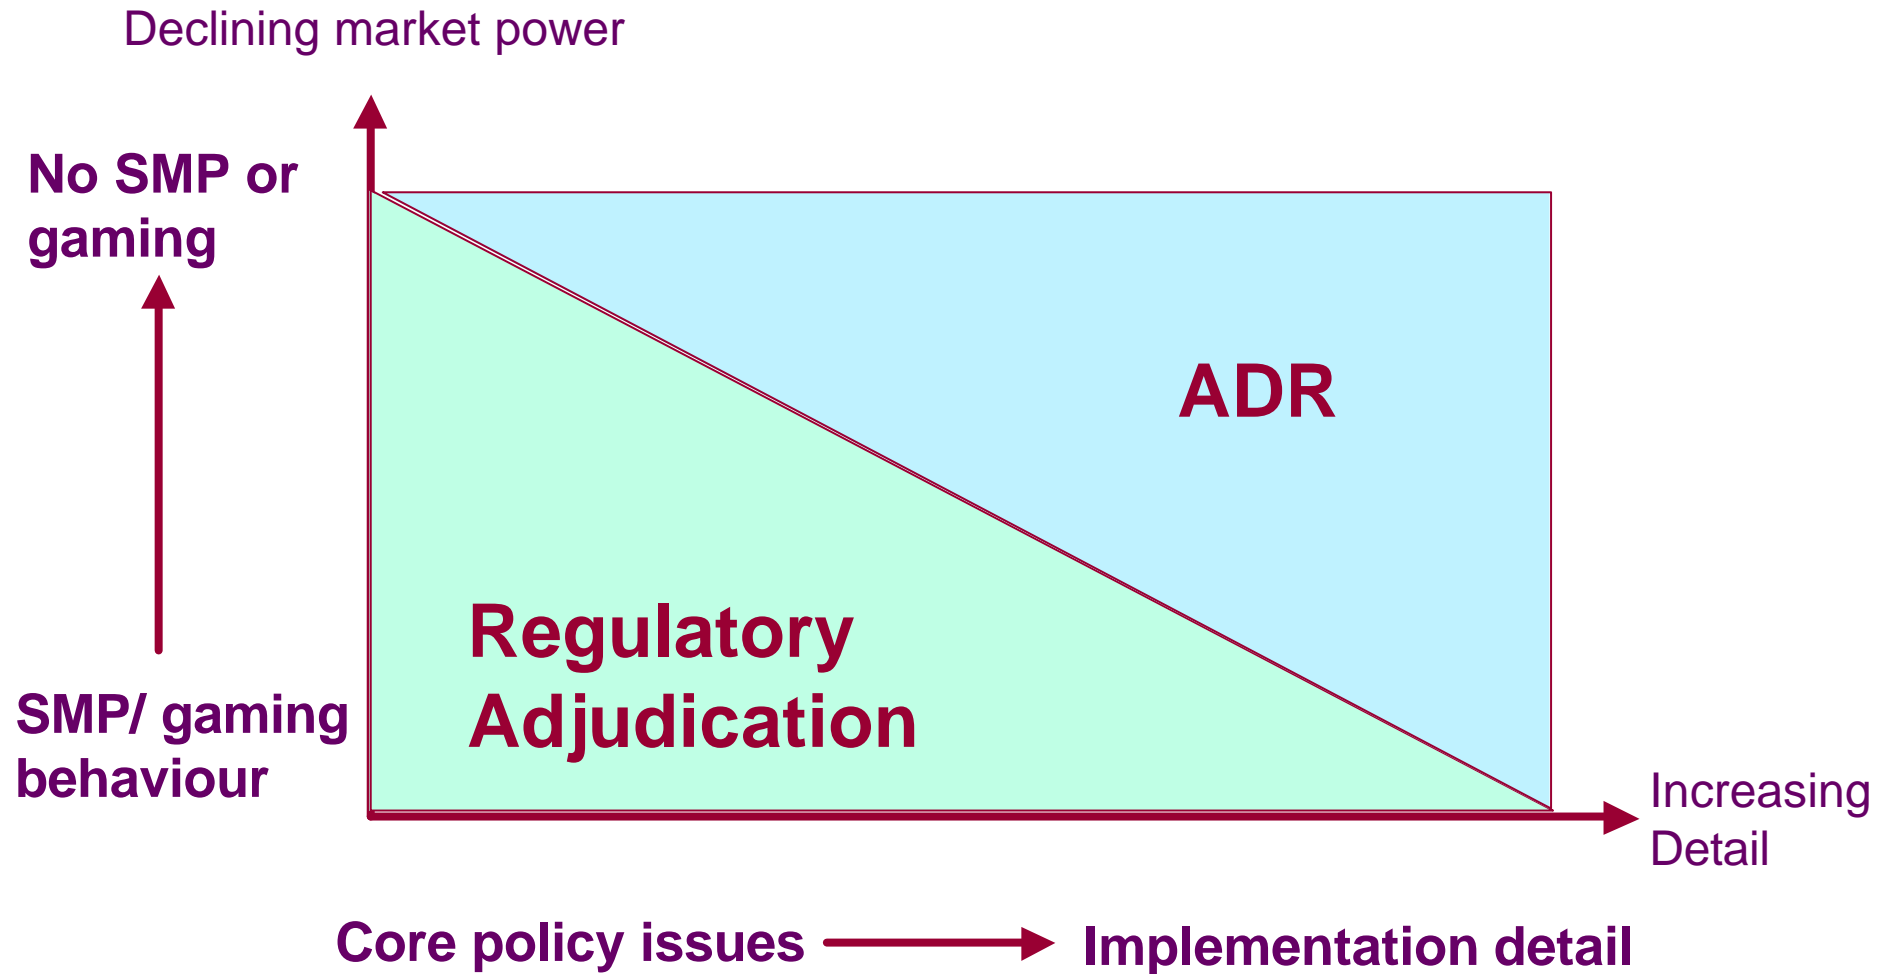 Declining market power
No SMP or
gaming
ADR
Regulatory
Adjudication
SMP/ gaming
behaviour
Increasing
Detail
Core policy issues
Implementation detail